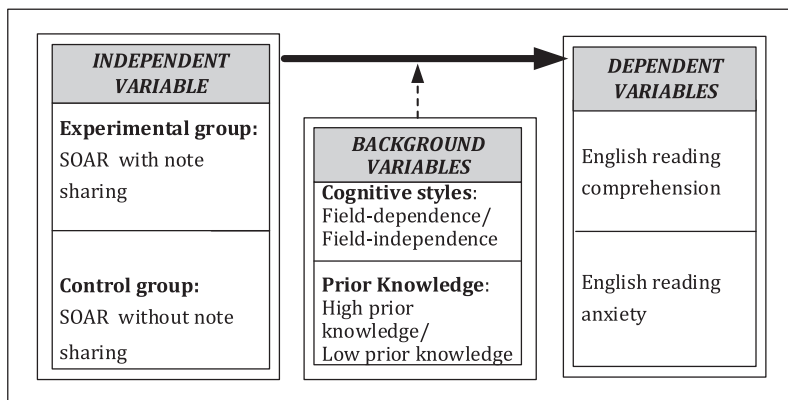 INDEPENDENT
VARIABLE
Experimental group:
SOAR with note
sharing
Control group:
SOAR without note
sharing
BACKGROUND
VARIABLES
Cognitive styles:
Field-dependence/
Field-independence
Prior Knowledge:
High prior
knowledge/
Low prior knowledge
DEPENDENT
VARIABLES
English reading
comprehension
English reading
anxiety